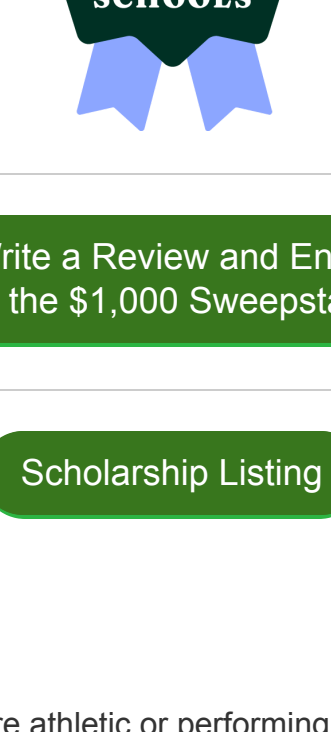 SCHOOLS
rite a Review and En
the $1,000 Sweepsta
Scholarship Listing
re athletic or performing